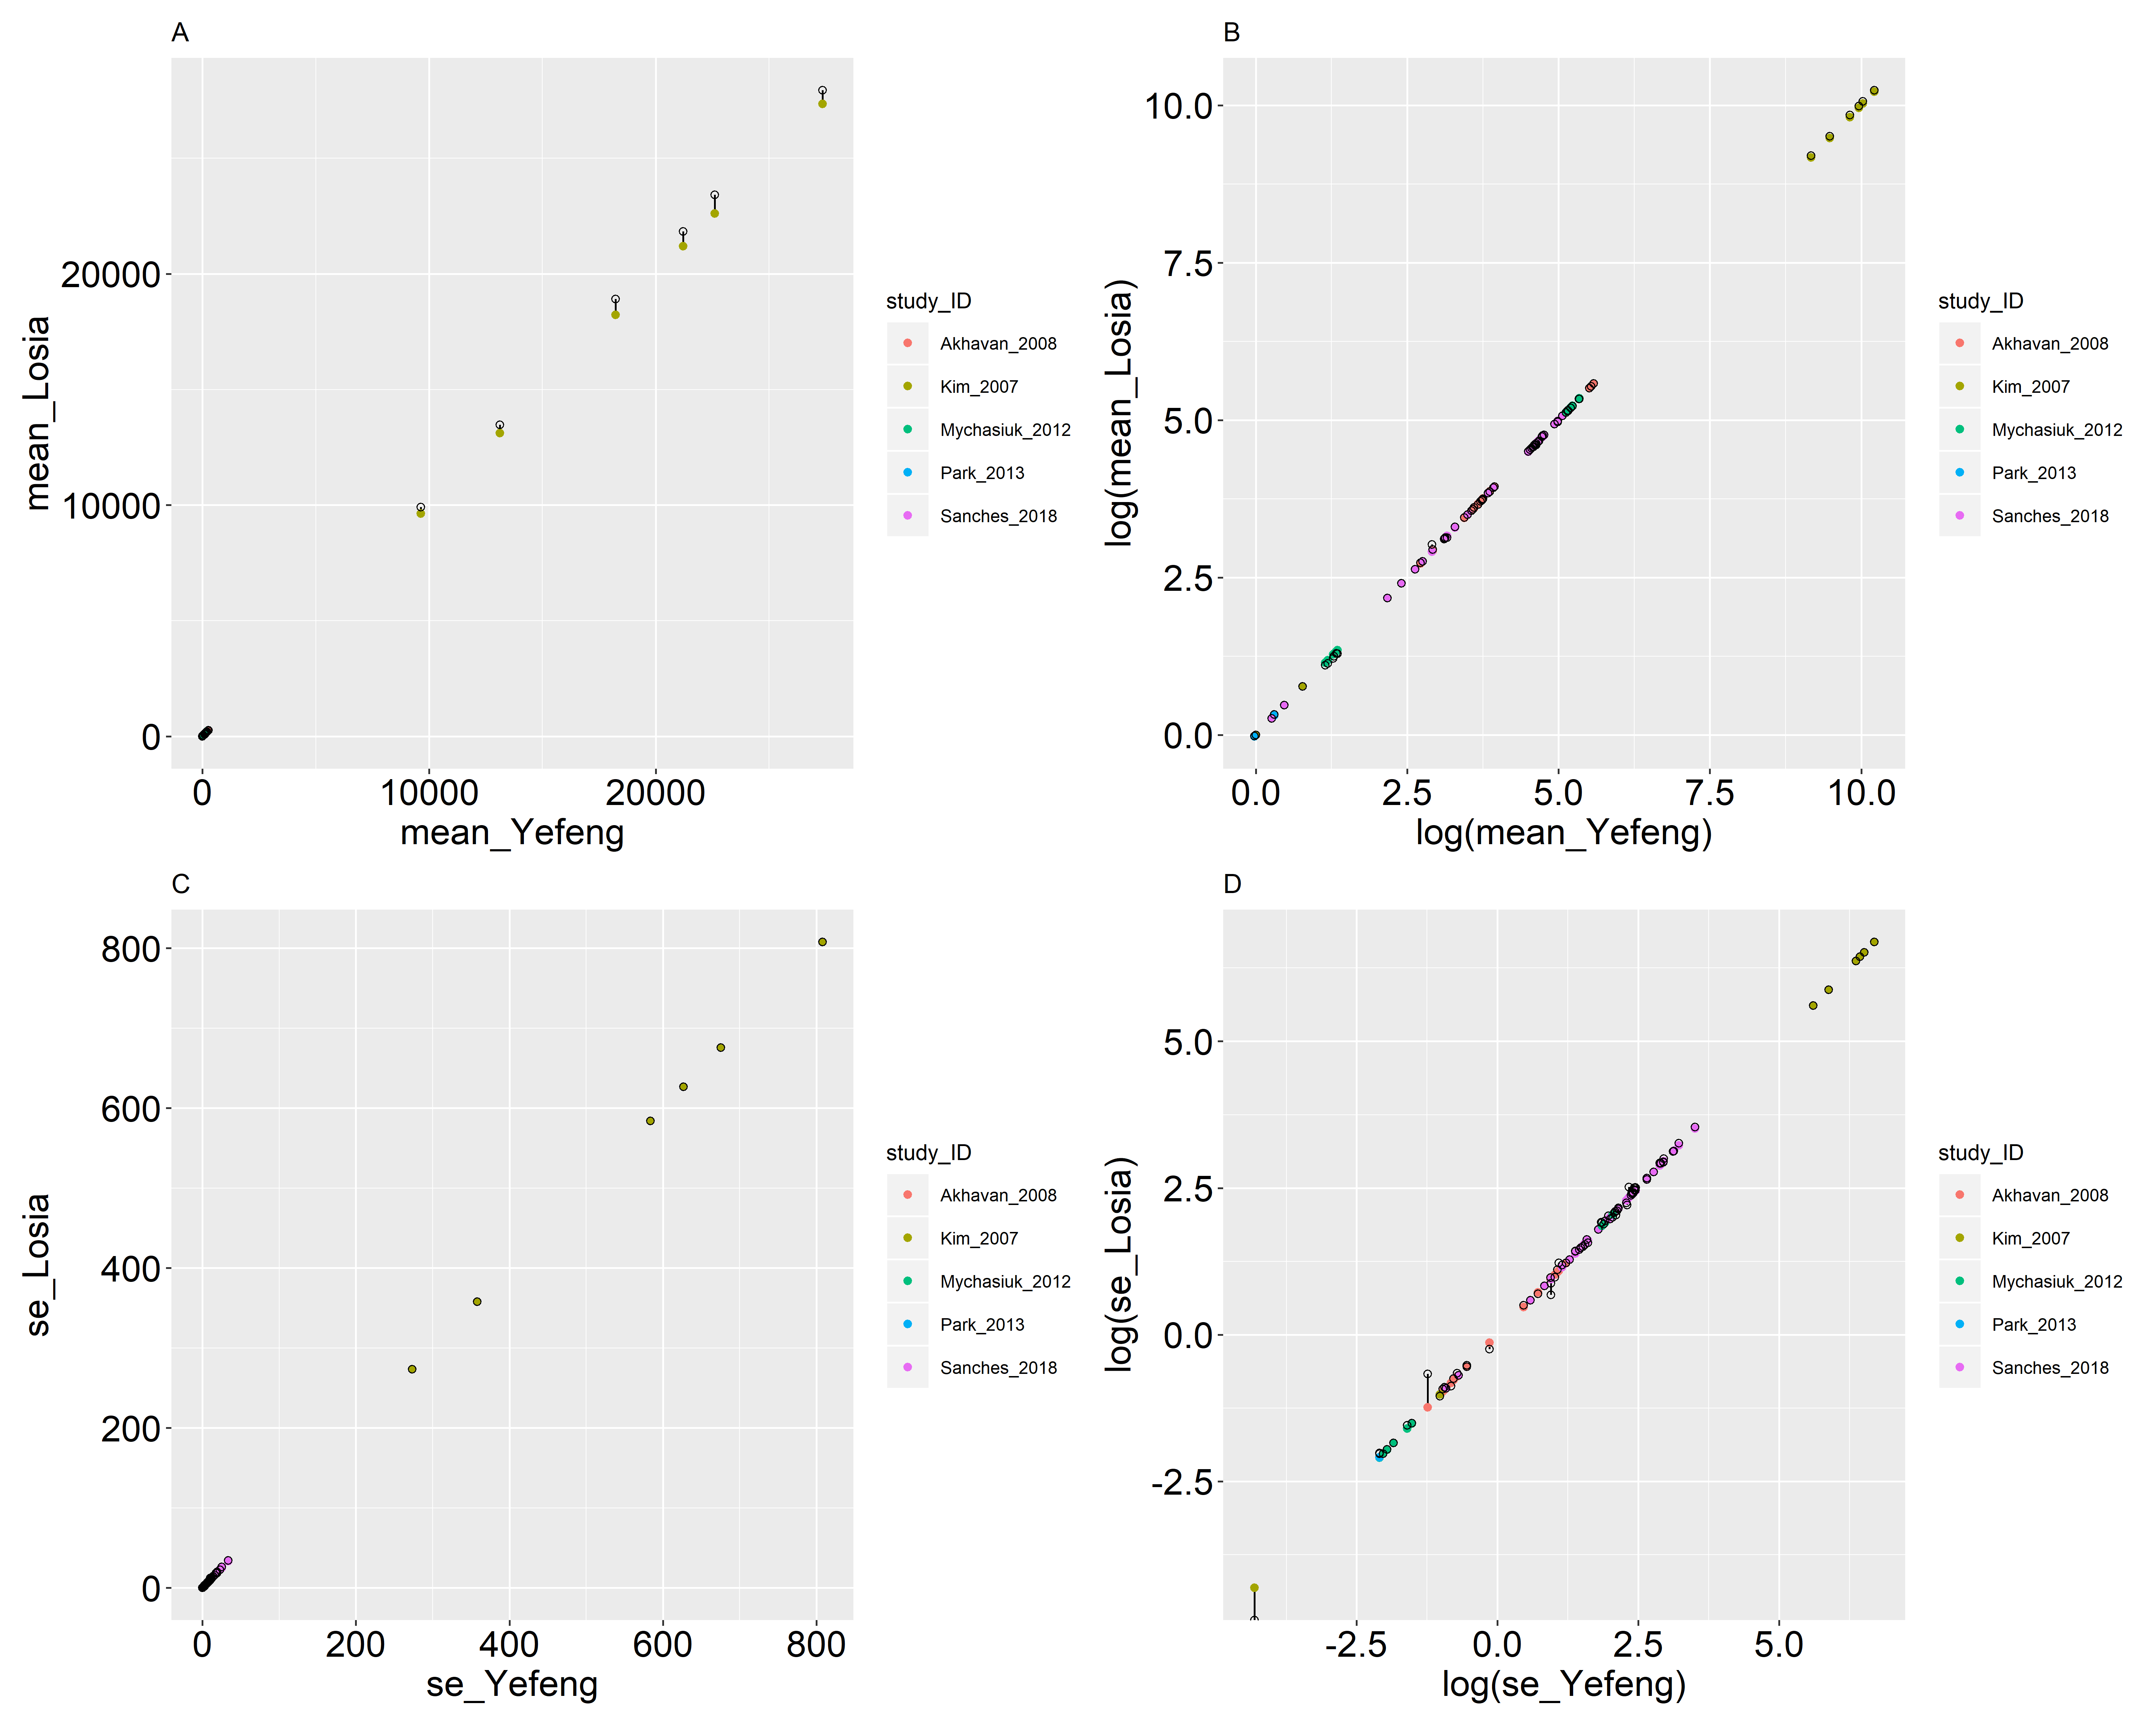 A
mean_Losia
20000
10000
0
0 10000 20000
mean_Yefeng
study_ID
Akhavan_2008
Kim_2007
Mychasiuk_2012
Park_2013
Sanches_2018
B
log(mean_Losia)
10.0
7.5
5.0
2.5
0.0
0.0 2.5 5.0 7.5 10.0
log(mean_Yefeng)
study_ID
Akhavan_2008
Kim_2007
Mychasiuk_2012
Park_2013
Sanches_2018
C
se_Losia
800
600
400
200
0
0 200 400 600 800
se_Yefeng
study_ID
Akhavan_2008
Kim_2007
Mychasiuk_2012
Park_2013
Sanches_2018
D
log(se_Losia)
5.0
2.5
0.0
-2.5
-2.5 0.0 2.5 5.0
log(se_Yefeng)
study_ID
Akhavan_2008
Kim_2007
Mychasiuk_2012
Park_2013
Sanches_2018